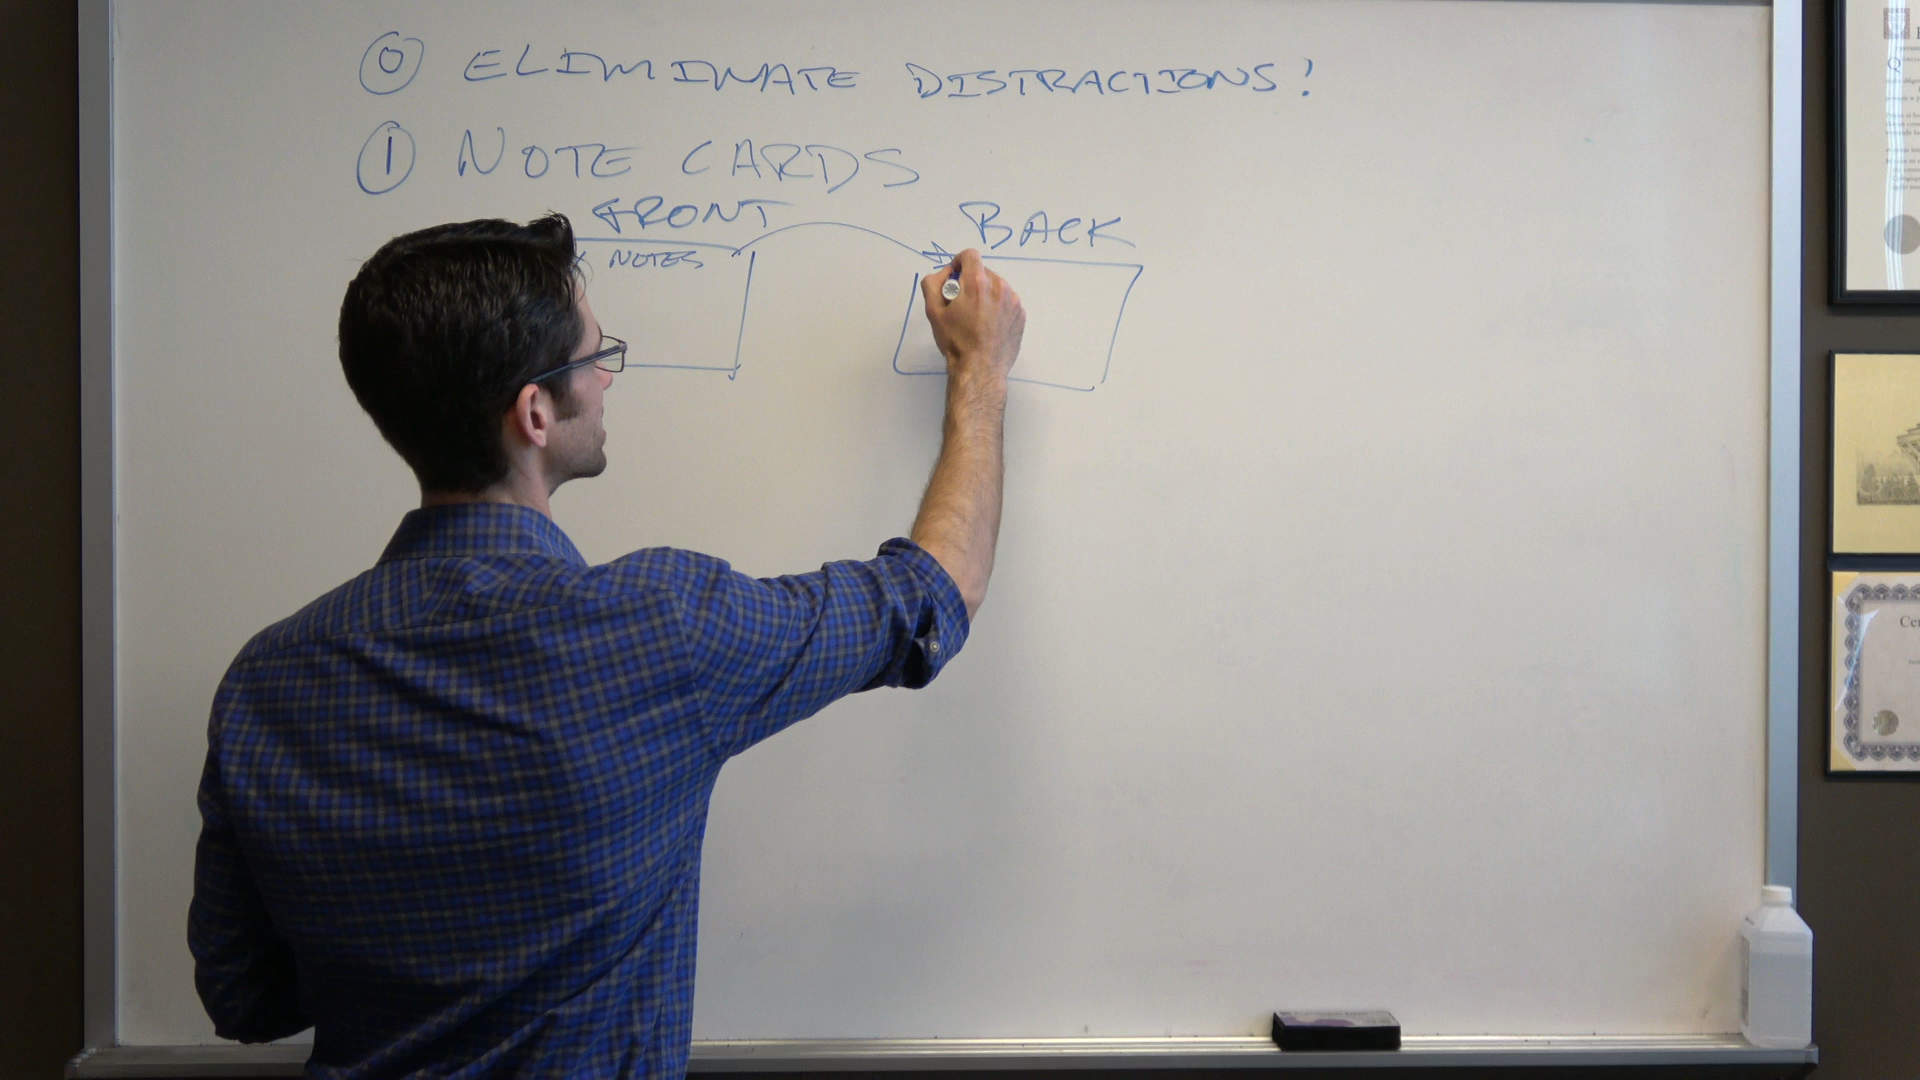 0 ELIMINATE DISTRACTIONS!
1 NOTE CARDS
FRONT BACK
NOTES